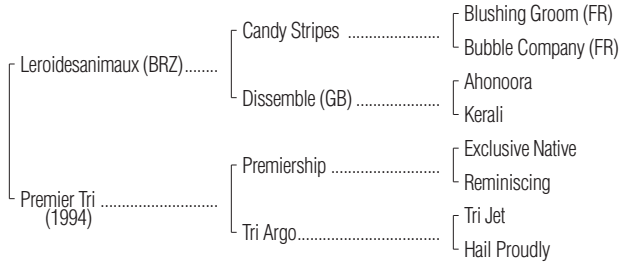 Blushing Groom (FR)
Candy Stripes ....................
Bubble Company (FR)
Leroidesanimaux (BRZ) .......
Ahonoora
Dissemble (GB) ..................
Kerali
Exclusive Native
Premiership ........................
Reminiscing
Premier Tri .........................
(1994)
Tri Jet
Tri Argo...............................
Hail Proudly